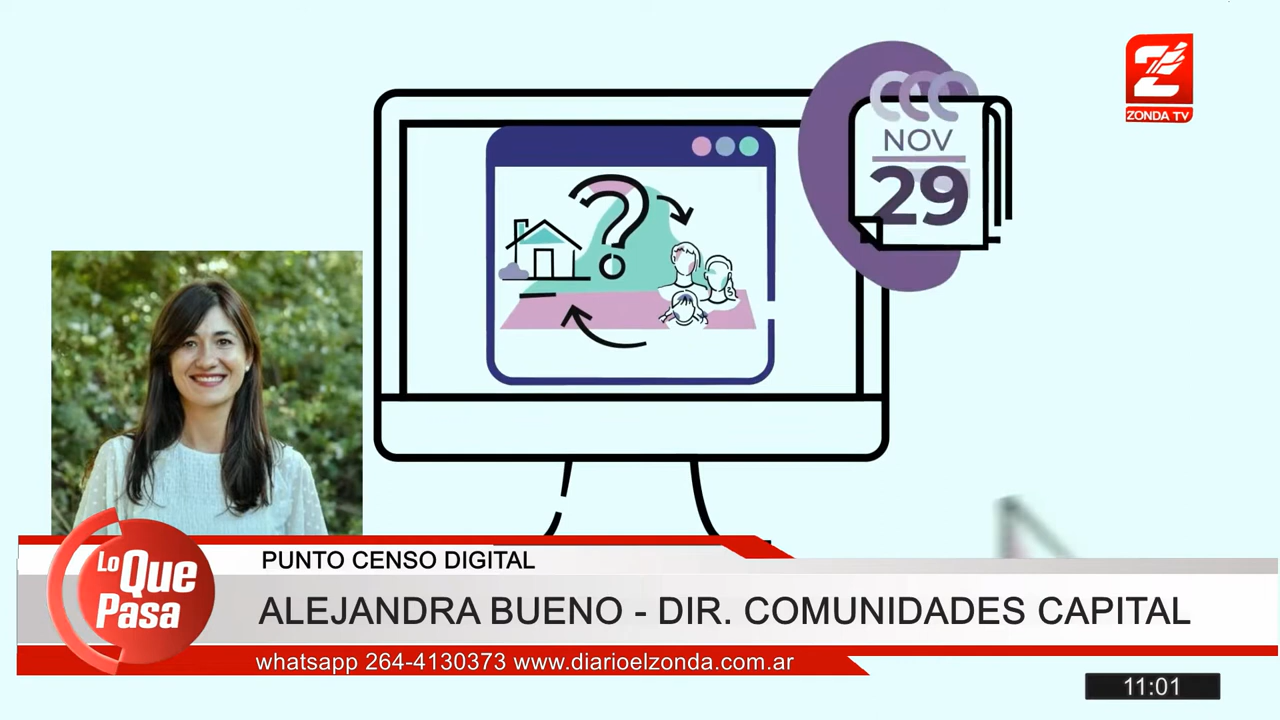 NOV
29
ZONDA TV
?
PUNTO CENSO DIGITAL
Lo Que
Pasa
ALEJANDRA BUENO - DIR. COMUNIDADES CAPITAL
whatsapp 264-4130373 www.diarioelzonda.com.ar
11:01